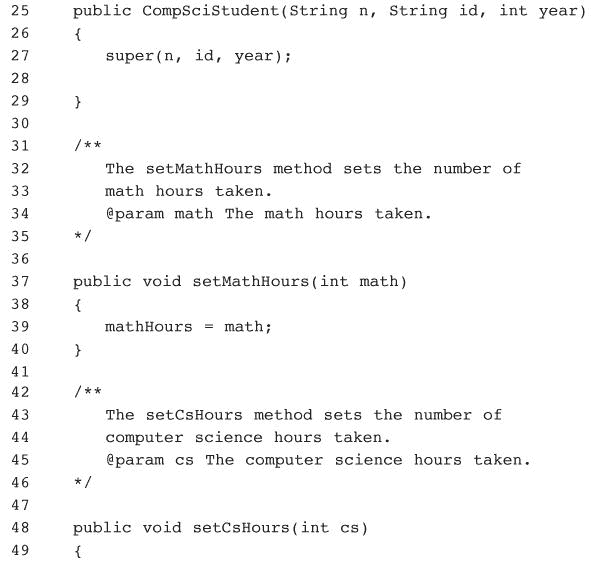 25 public CompSciStudent(String n, String id, int year)
26 {
27 super(n, id, year);
28
29 }
30
31 /**
32 The setMathHours method sets the number of
33 math hours taken.
34 @param math The math hours taken.
35 */
36
37 public void setMathHours(int math)
38 {
39 mathHours = math;
40 }
41
42 /**
43 The setCsHours method sets the number of
44 computer science hours taken.
45 @param cs The computer science hours taken.
46 */
47
48 public void setCsHours(int cs)
49 {